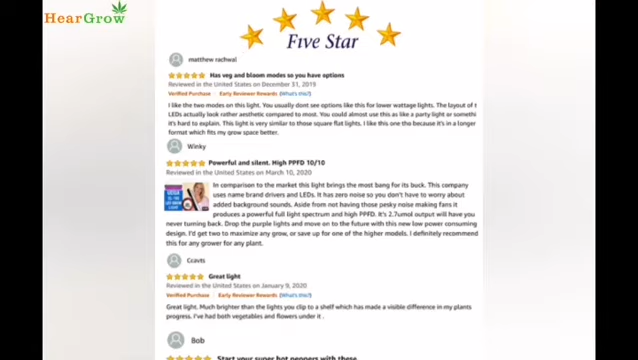 HearGrow
Five Star
matthew rachwal
Has veg and bloom modes so you have options
Reviewed in the United States on December 31, 2019
Verified Purchase Early Reviewer Rewards (What's this?)
I like the two modes on this light. You usually dont see options like this for lower wattage lights. The layout of t
LEDs actually look rather aesthetic compared to most. You could almost use this as like a party light or somethi
it's hard to explain. This light is very similar to those square flat lights, I like this one tho because it's in a longer
format which fits my grow space better.
Winky
Powerful and silent. High PPFD 10/10
Reviewed in the United States on March 10, 2020
In comparison to the market this light brings the most bang for its buck. This company
uses name brand drivers and LEDs. It has zero noise so you don't have to worry about
added background sounds. Aside from not having those pesky noise making fans it
produces a powerful full light spectrum and high PPFD. It's 2.7umol output will have you
never turning back. Drop the purple lights and move on to the future with this new low power consuming
design. I'd get two to maximize any grow, or save up for one of the higher models. I definitely recommend
this for any grower for any plant.
Cravts
Great light
Reviewed in the United States on January 9, 2020
Verified Purchase Early Reviewer Rewards (What's this?)
Great light. Much brighter than the lights you clip to a shelf which has made a visible difference in my plants
progress. I've had both vegetables and flowers under it .
Bob
Start your super hot peppers with these